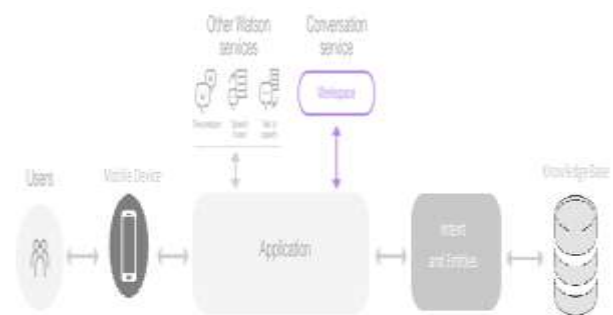 Other Watson
services
Conversation
service
Workspace
Users
Mobile Device
Knowledge Base
Application
Intent
and Entities